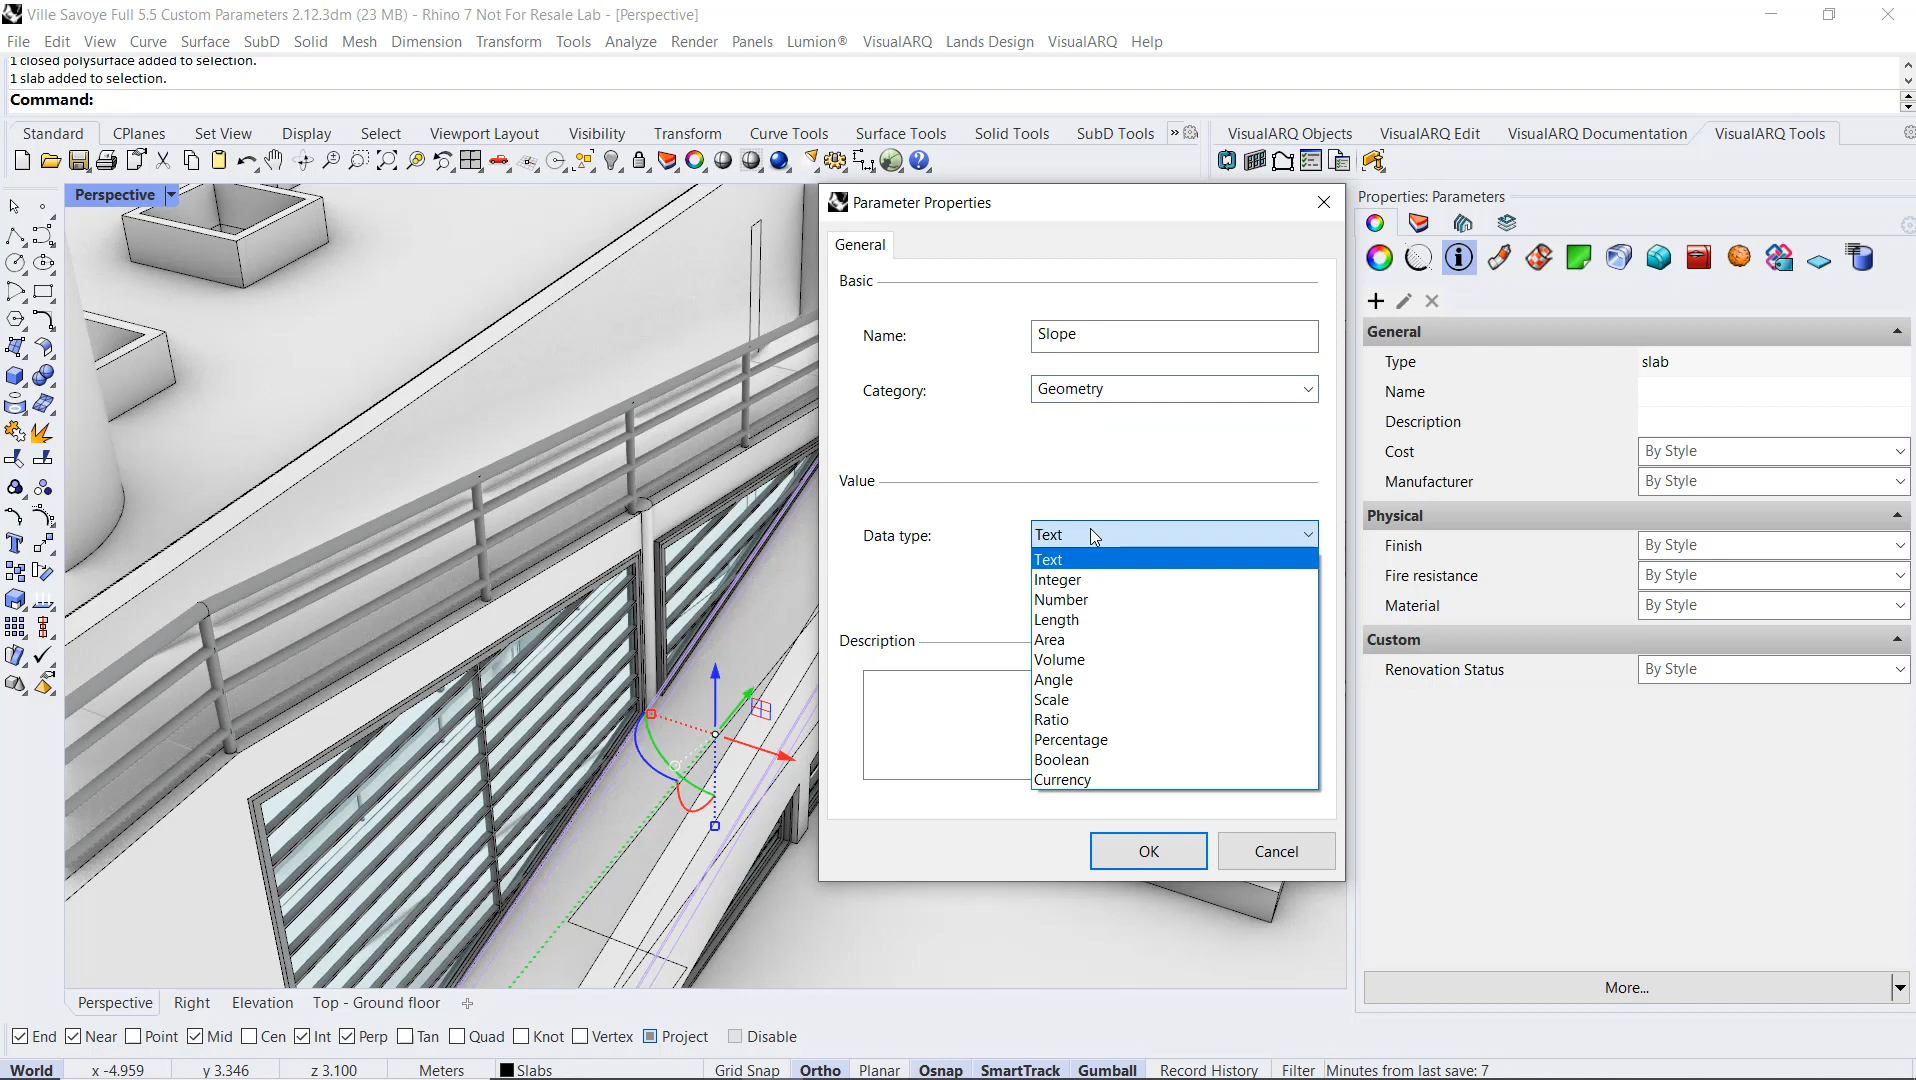 Ville Savoye Full 5.5 Custom Parameters 2.12.3dm (23 MB) - Rhino 7 Not For Resale Lab - [Perspective]
File Edit View Curve Surface SubD Solid Mesh Dimension Transform Tools Analyze Render Panels Lumion® VisualARQ Lands Design VisualARQ Help
1 closed polysurface added to selection.
1 slab added to selection.
Command:
Standard CPlanes Set View Display Select Viewport Layout Visibility Transform Curve Tools Surface Tools Solid Tools SubD Tools » VisualARQ Objects VisualARQ Edit VisualARQ Documentation VisualARQ Tools
Perspective
Parameter Properties
General
Basic
Name: Slope
Category: Geometry
Value
Data type: Text
Text
Integer
Number
Length
Area
Volume
Angle
Scale
Ratio
Percentage
Boolean
Currency
Description
OK Cancel
Properties: Parameters
General
Type slab
Name
Description
Cost By Style
Manufacturer By Style
Physical
Finish By Style
Fire resistance By Style
Material By Style
Custom
Renovation Status By Style
More...
Perspective Right Elevation Top - Ground floor
End Near Point Mid Cen Int Perp Tan Quad Knot Vertex Project Disable
World x -4.959 y 3.346 z 3.100 Meters Slabs Grid Snap Ortho Planar Osnap SmartTrack Gumball Record History Filter Minutes from last save: 7